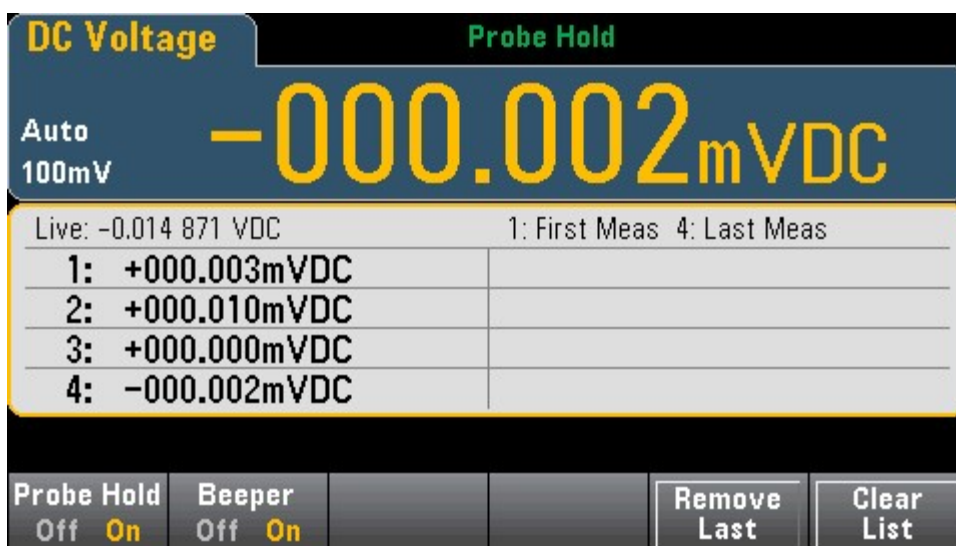 DC Voltage
Probe Hold
Auto
100mV
−000.002mVDC
Live: -0.014 871 VDC
1: First Meas 4: Last Meas
1: +000.003mVDC
2: +000.010mVDC
3: +000.000mVDC
4: −000.002mVDC
Probe Hold
Off On
Beeper
Off On
Remove
Last
Clear
List